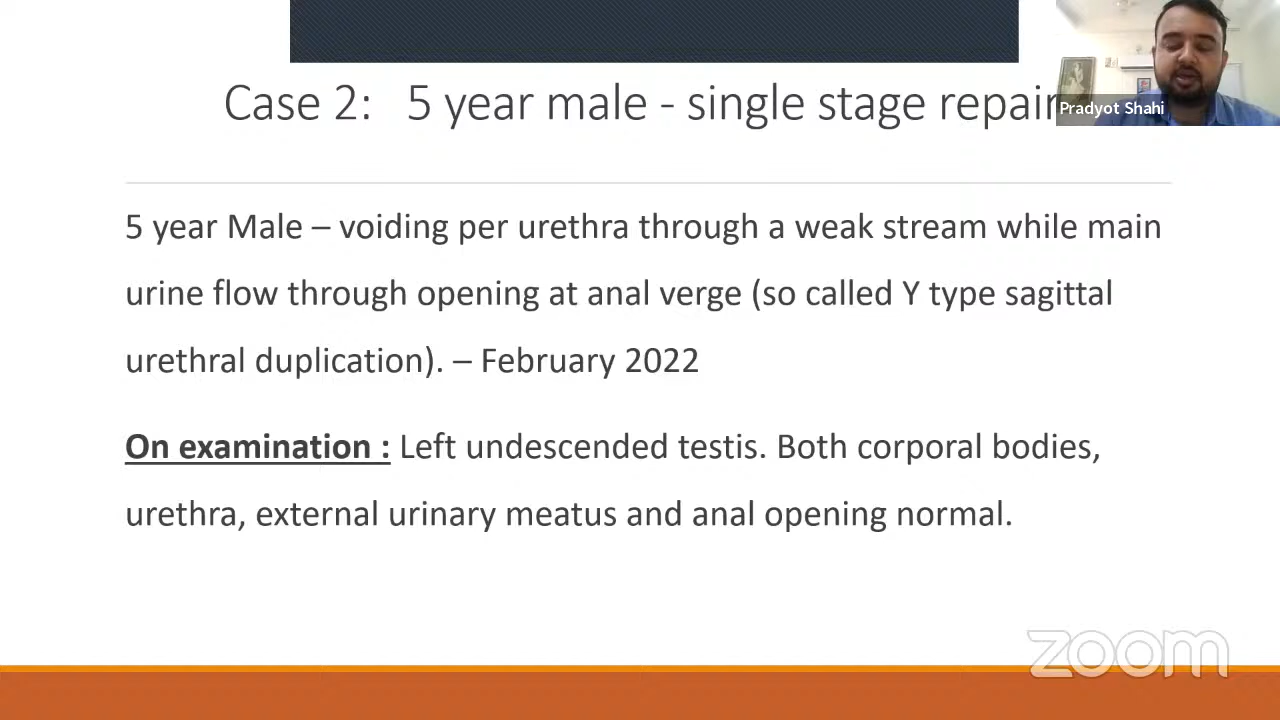 Case 2: 5 year male - single stage repair
Pradyot Shahi
5 year Male – voiding per urethra through a weak stream while main
urine flow through opening at anal verge (so called Y type sagittal
urethral duplication). – February 2022
On examination : Left undescended testis. Both corporal bodies,
urethra, external urinary meatus and anal opening normal.
zoom